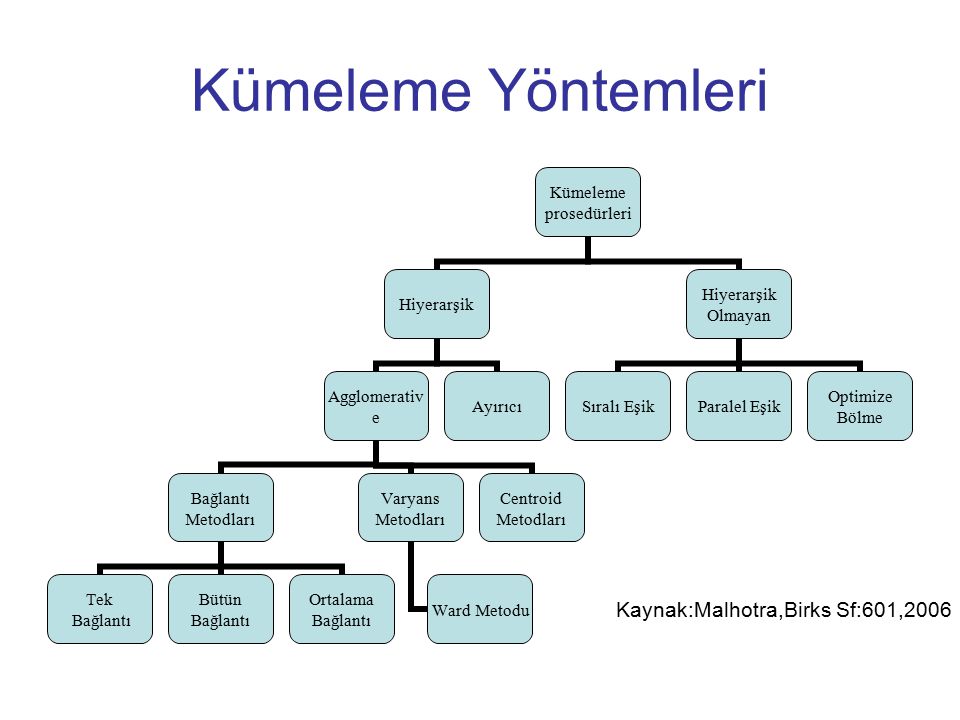 Kümeleme Yöntemleri
Kümeleme
prosedürleri
Hiyerarşik
Hiyerarşik
Olmayan
Agglomerativ
e
Ayırıcı
Sıralı Eşik
Paralel Eşik
Optimize
Bölme
Bağlantı
Metodları
Varyans
Metodları
Centroid
Metodları
Tek
Bağlantı
Bütün
Bağlantı
Ortalama
Bağlantı
Ward Metodu
Kaynak:Malhotra,Birks Sf:601,2006